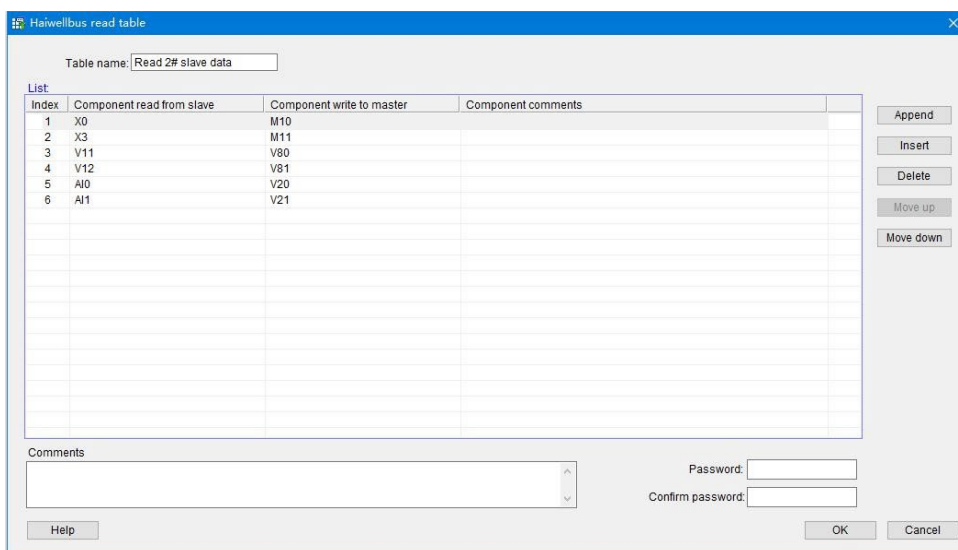 Haiwellbus read table
Table name: Read 2# slave data
List:
Index Component read from slave Component write to master Component comments
1 X0 M10
2 X3 M11
3 V11 V80
4 V12 V81
5 AI0 V20
6 AI1 V21
Append
Insert
Delete
Move up
Move down
Comments
Password:
Confirm password:
Help
OK
Cancel